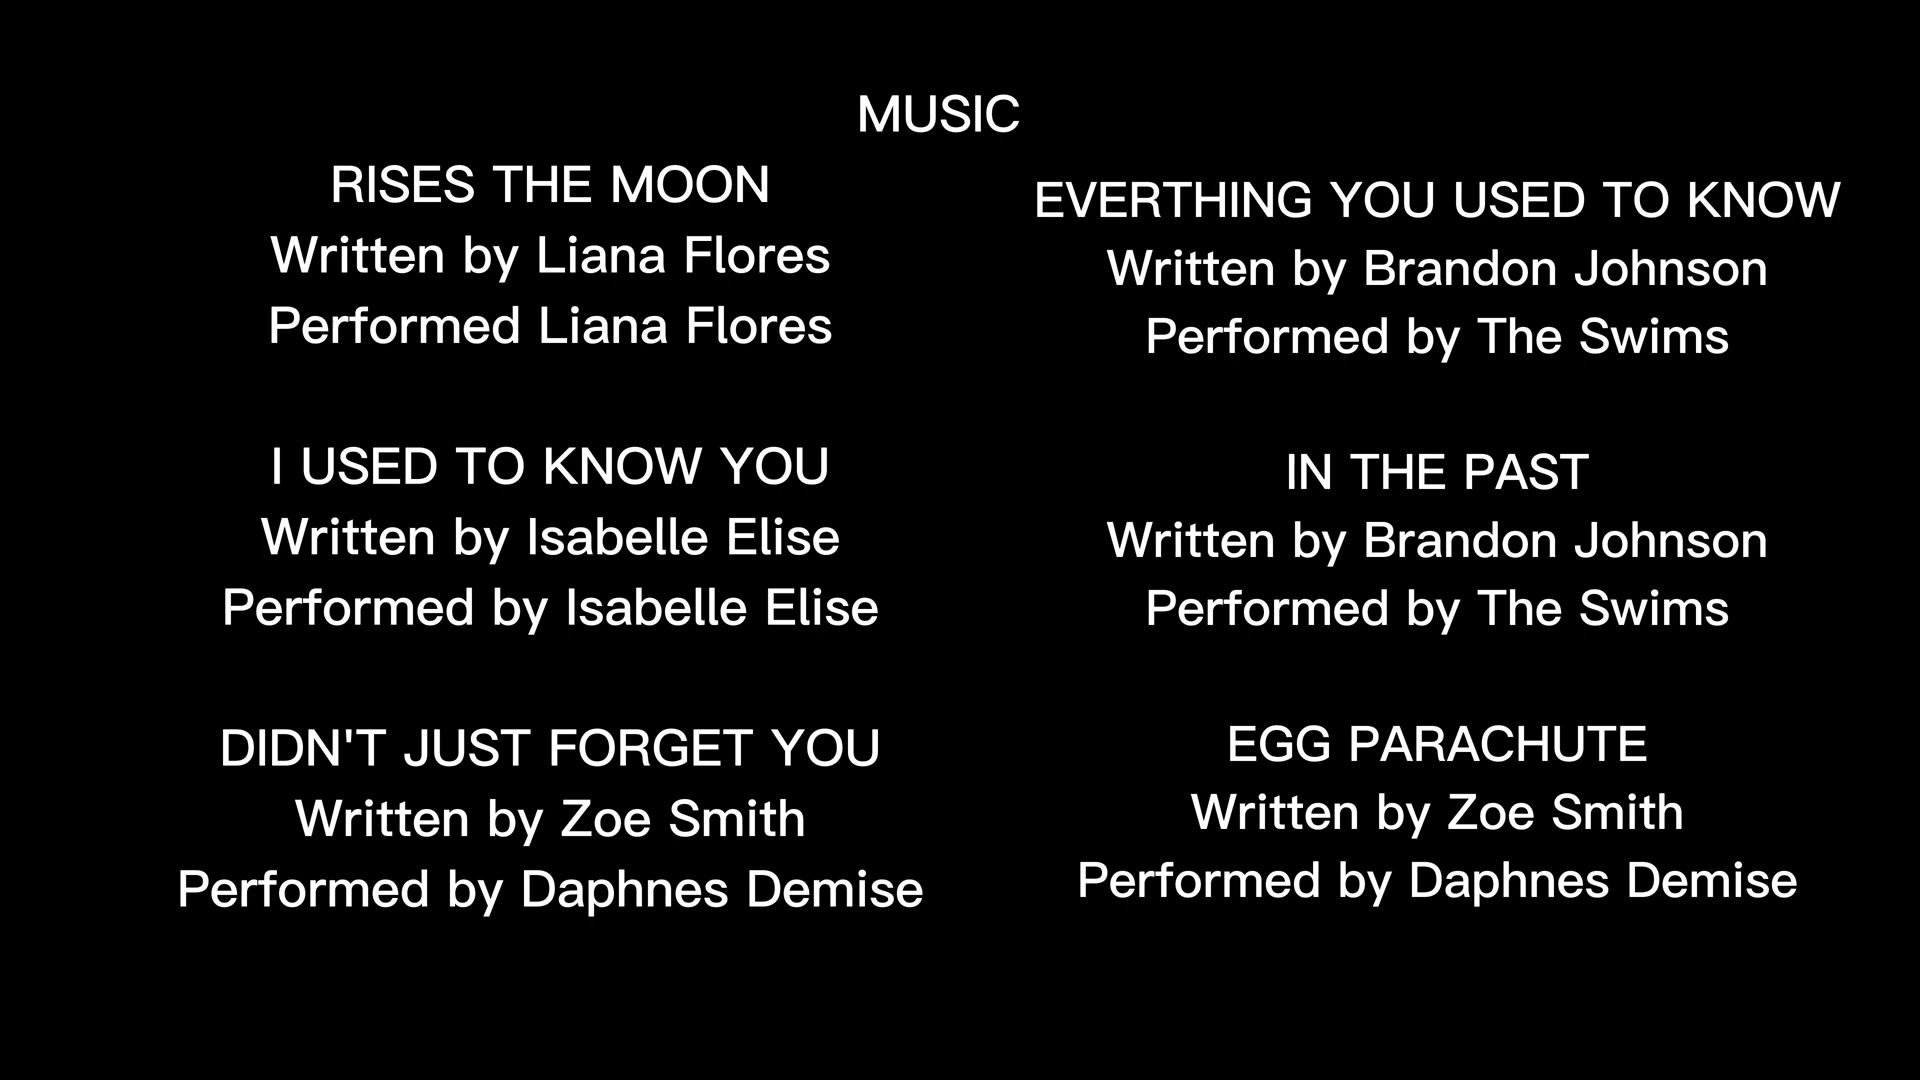 MUSIC
RISES THE MOON
Written by Liana Flores
Performed Liana Flores
I USED TO KNOW YOU
Written by Isabelle Elise
Performed by Isabelle Elise
DIDN'T JUST FORGET YOU
Written by Zoe Smith
Performed by Daphnes Demise
EVERTHING YOU USED TO KNOW
Written by Brandon Johnson
Performed by The Swims
IN THE PAST
Written by Brandon Johnson
Performed by The Swims
EGG PARACHUTE
Written by Zoe Smith
Performed by Daphnes Demise